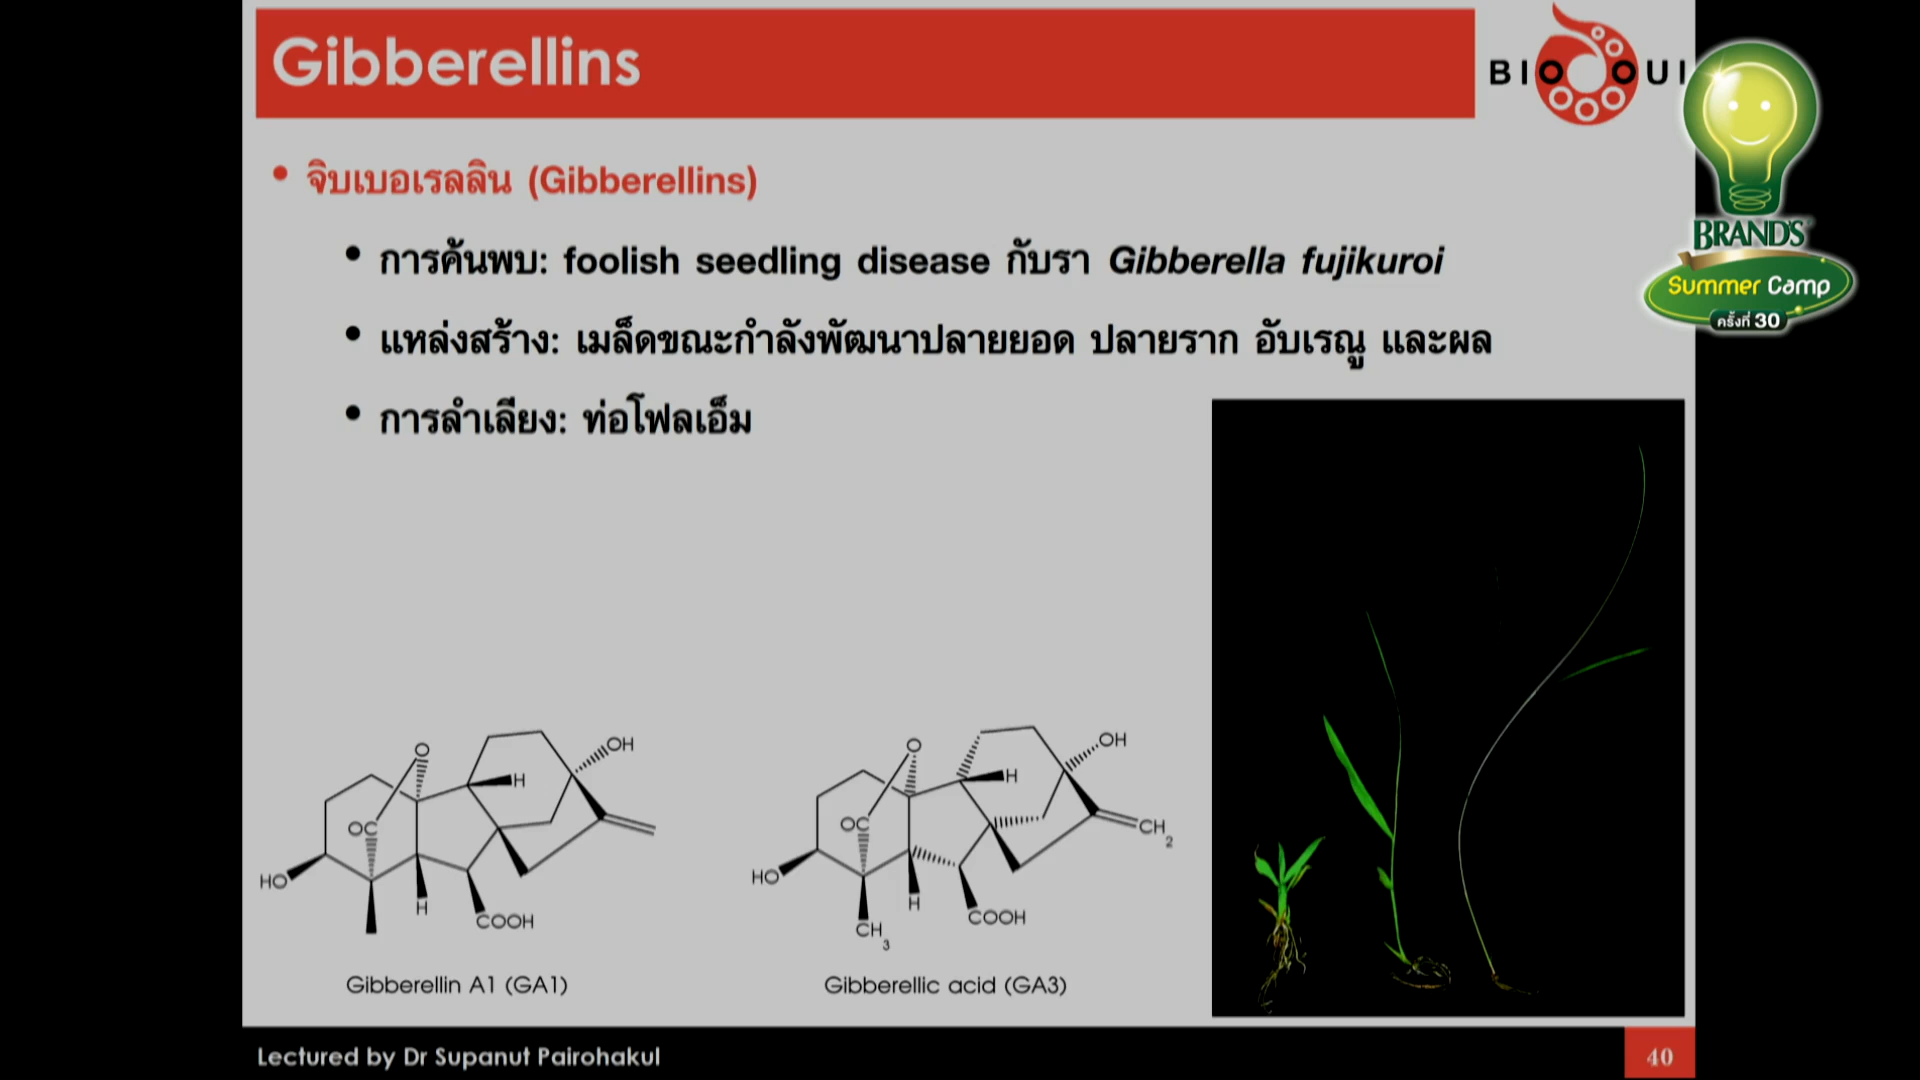 Gibberellins
BIO OUI
BRAND'S
Summer Camp
ครั้งที่ 30
• จิบเบอเรลลิน (Gibberellins)
• การค้นพบ: foolish seedling disease กับรา Gibberella fujikuroi
• แหล่งสร้าง: เมล็ดขณะกำลังพัฒนาปลายยอด ปลายราก อับเรณู และผล
• การลำเลียง: ท่อโฟลเอ็ม
O
OH
H
OC
HO
H
COOH
Gibberellin A1 (GA1)
O
OH
H
OC
CH2
HO
H
COOH
CH3
Gibberellic acid (GA3)
Lectured by Dr Supanut Pairohakul
40